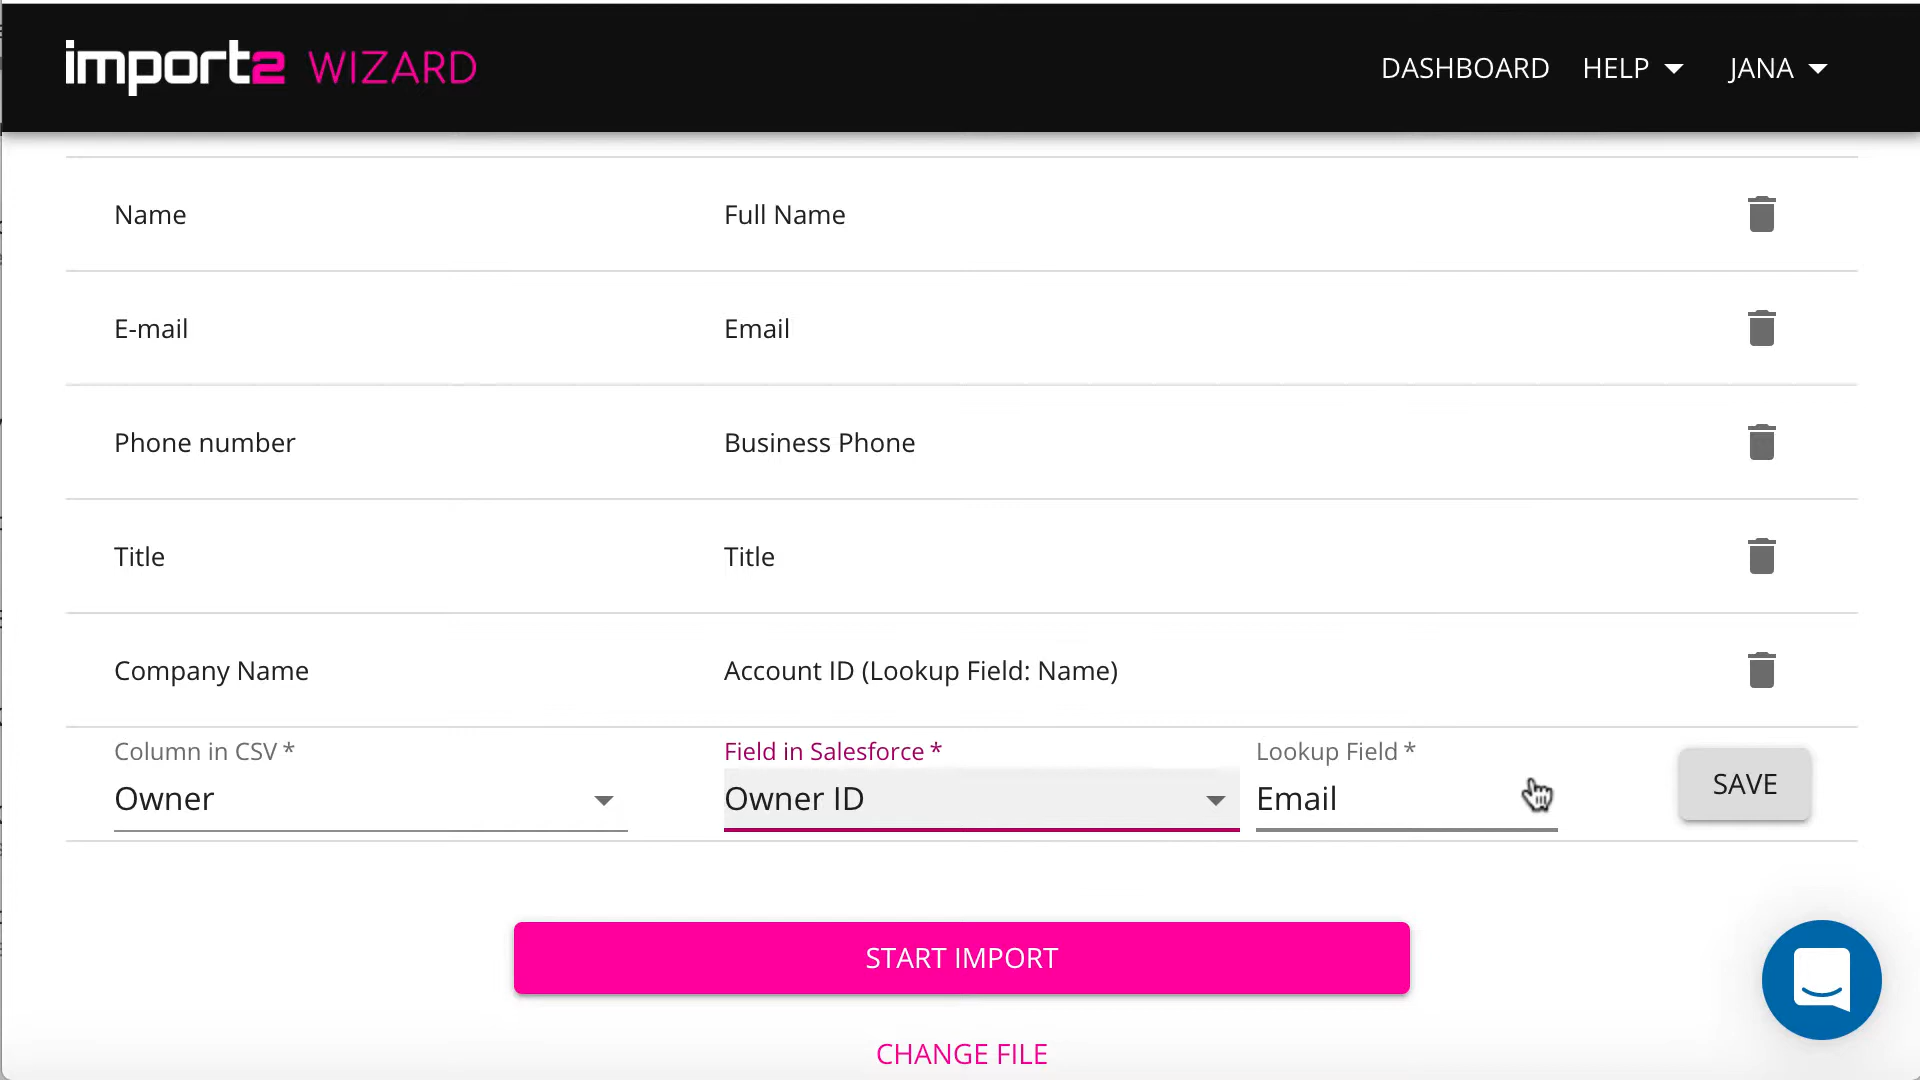 import2 WIZARD DASHBOARD HELP JANA
Name Full Name
E-mail Email
Phone number Business Phone
Title Title
Company Name Account ID (Lookup Field: Name)
Column in CSV * Field in Salesforce * Lookup Field *
Owner Owner ID Email SAVE
START IMPORT
CHANGE FILE